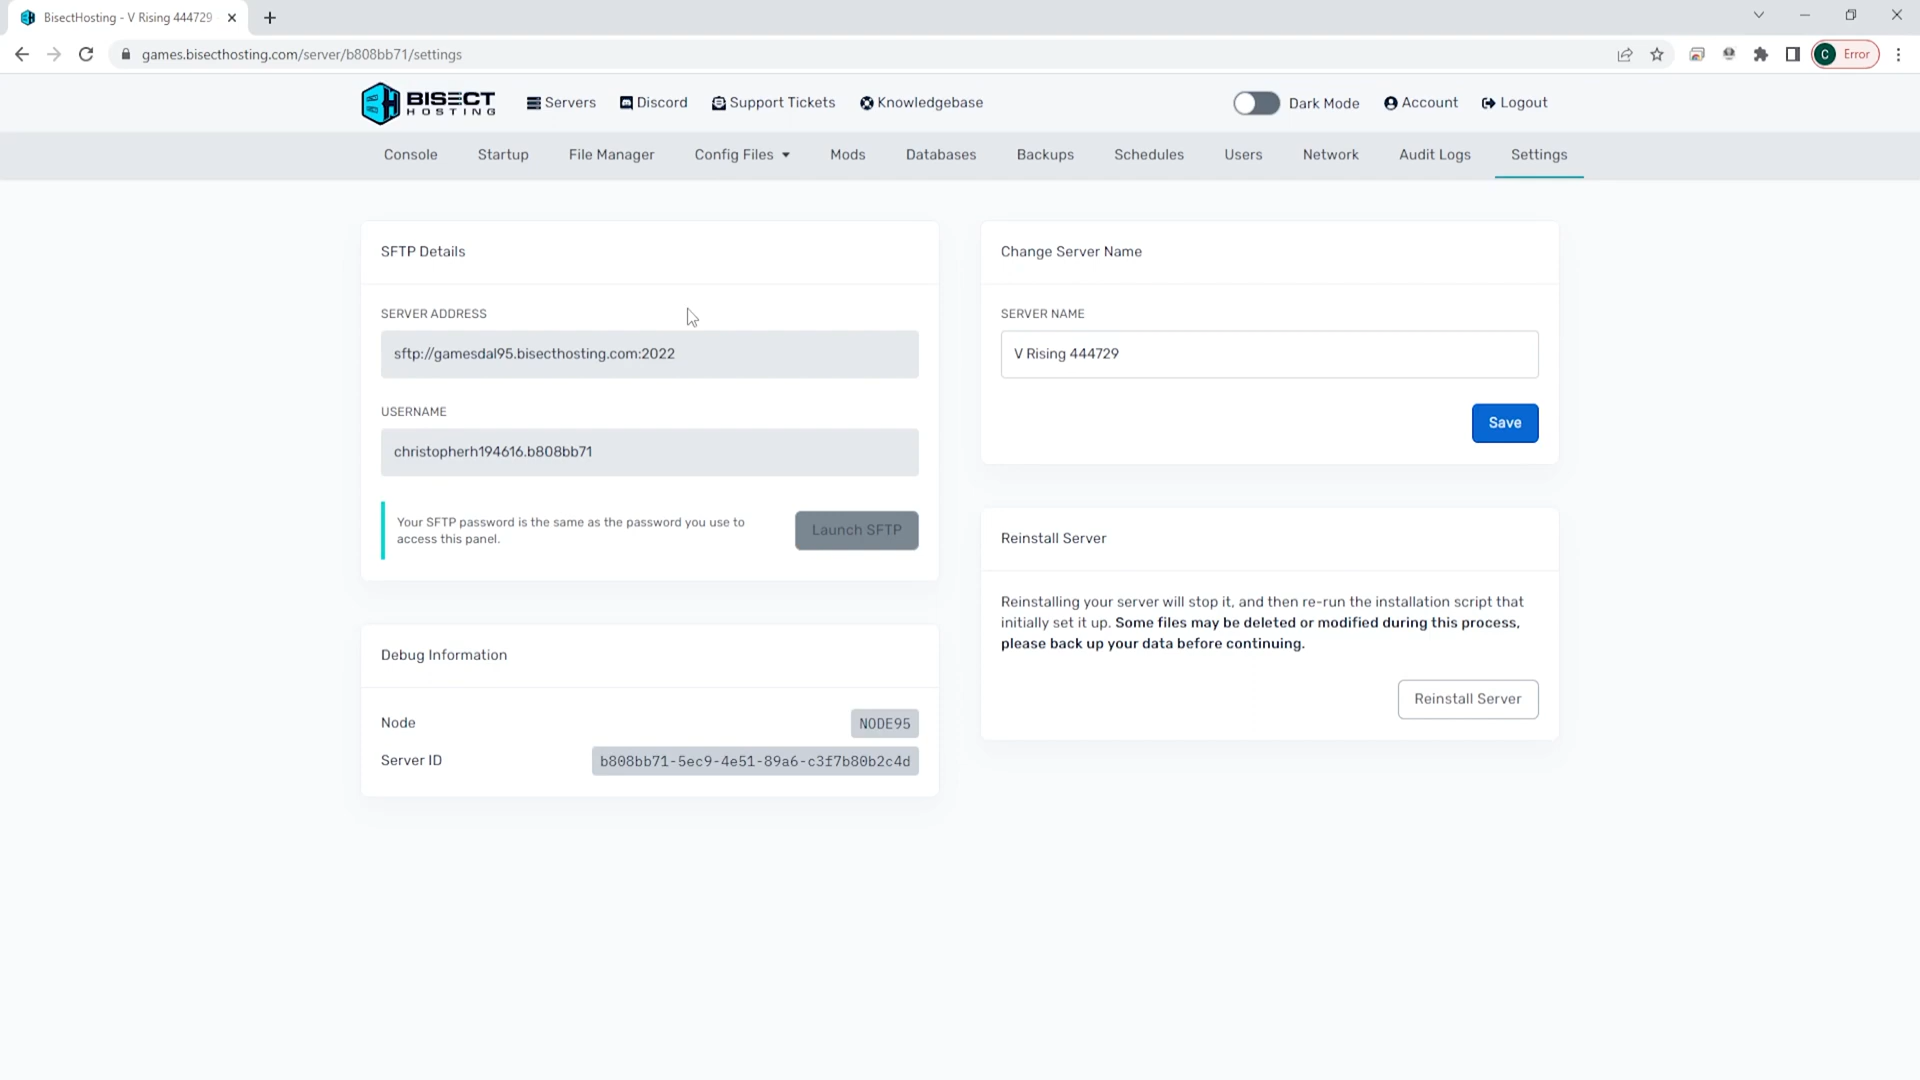 BisectHosting - V Rising 444729
games.bisecthosting.com/server/b808bb71/settings
C Error
BISECT
HOSTING
Servers Discord Support Tickets Knowledgebase Dark Mode Account Logout
Console Startup File Manager Config Files Mods Databases Backups Schedules Users Network Audit Logs Settings
SFTP Details
SERVER ADDRESS
sftp://gamesdal95.bisecthosting.com:2022
USERNAME
christopherh194616.b808bb71
Your SFTP password is the same as the password you use to
access this panel.
Launch SFTP
Debug Information
Node NODE95
Server ID b808bb71-5ec9-4e51-89a6-c3f7b80b2c4d
Change Server Name
SERVER NAME
V Rising 444729
Save
Reinstall Server
Reinstalling your server will stop it, and then re-run the installation script that
initially set it up. Some files may be deleted or modified during this process,
please back up your data before continuing.
Reinstall Server